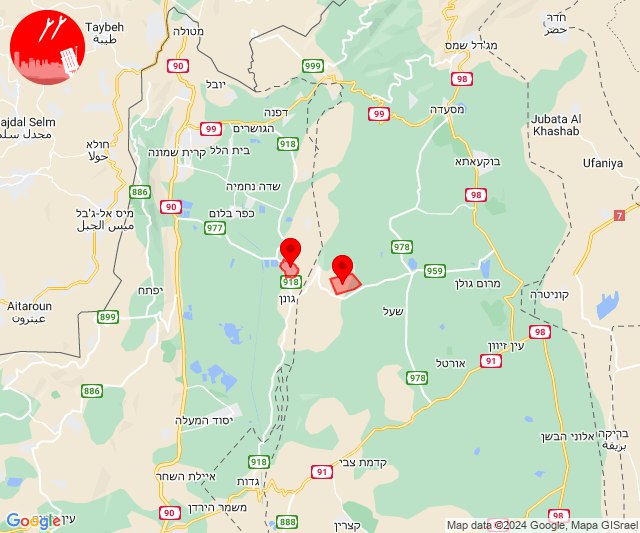 Taybeh
طيبة
מטולה
90
999
חד'ר
حضر
מג'דל שמס
98
יובל
ajdal Selm
مجدل سلم
99
דפנה
99
מסעדה
Jubata Al
Khashab
הגושרים
חולא
حولا
קרית שמונה
בית הלל
918
בוקעאתא
Ufaniya
שדה נחמיה
886
90
98
מיס אל-ג'בל
ميس الجبل
כפר בלום
977
7
978
959
918
גונן
מרום גולן
קוניטרה
Aitaroun
عيترون
יפתח
899
שעל
98
עין זיוון
91
אורטל
978
886
יסוד המעלה
אלוני הבשן
בריקה
بريقة
918
קדמת צבי
91
איילת השחר
גדות
90
משמר הירדן
98
Google
888
קצרין
Map data ©2024 Google, Mapa GISrael